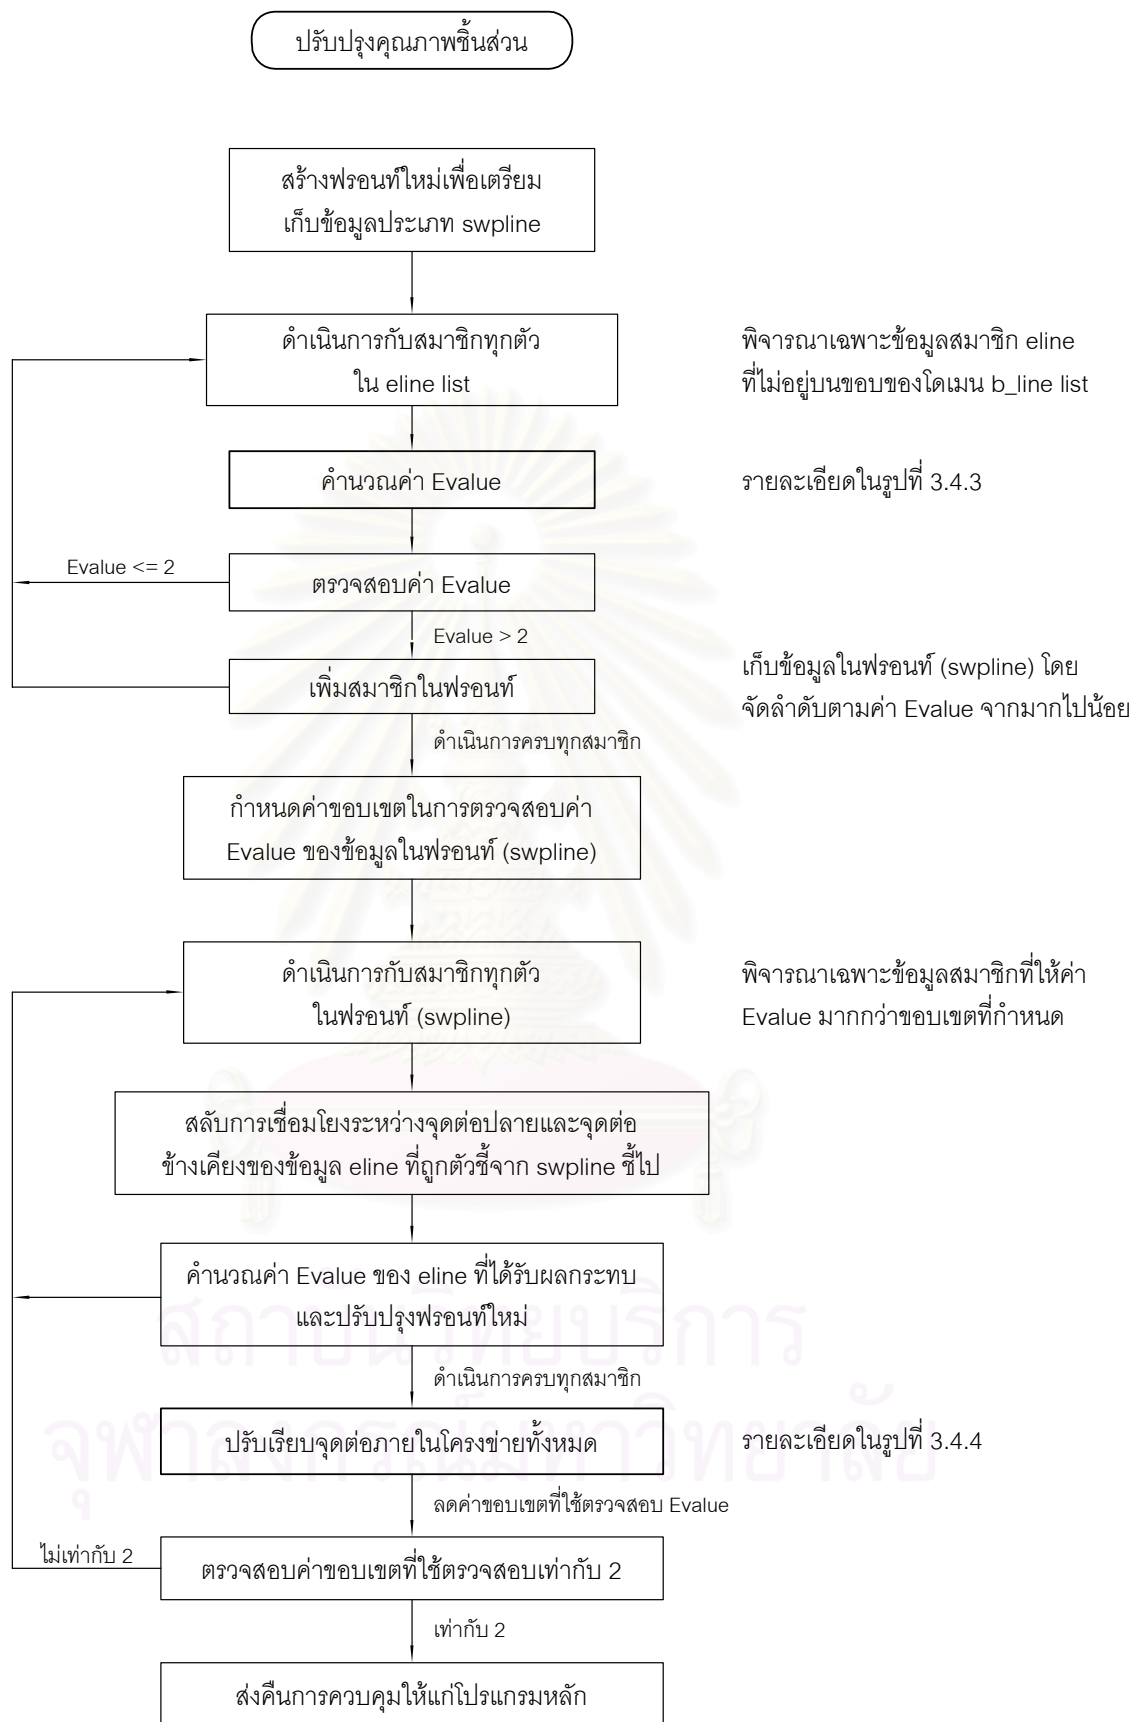 ปรับปรุงคุณภาพชิ้นส่วน
สร้างฟรอนท์ใหม่เพื่อเตรียม
เก็บข้อมูลประเภท swpline
ดำเนินการกับสมาชิกทุกตัว
ใน eline list
พิจารณาเฉพาะข้อมูลสมาชิก eline
ที่ไม่อยู่บนขอบของโดเมน b_line list
คำนวณค่า Evalue
รายละเอียดในรูปที่ 3.4.3
Evalue <= 2
ตรวจสอบค่า Evalue
Evalue > 2
เพิ่มสมาชิกในฟรอนท์
เก็บข้อมูลในฟรอนท์ (swpline) โดย
จัดลำดับตามค่า Evalue จากมากไปน้อย
ดำเนินการครบทุกสมาชิก
กำหนดค่าขอบเขตในการตรวจสอบค่า
Evalue ของข้อมูลในฟรอนท์ (swpline)
ดำเนินการกับสมาชิกทุกตัว
ในฟรอนท์ (swpline)
พิจารณาเฉพาะข้อมูลสมาชิกที่ให้ค่า
Evalue มากกว่าขอบเขตที่กำหนด
สลับการเชื่อมโยงระหว่างจุดต่อปลายและจุดต่อ
ข้างเคียงของข้อมูล eline ที่ถูกตัวชี้จาก swpline ชี้ไป
คำนวณค่า Evalue ของ eline ที่ได้รับผลกระทบ
และปรับปรุงฟรอนท์ใหม่
ดำเนินการครบทุกสมาชิก
ปรับเรียบจุดต่อภายในโครงข่ายทั้งหมด
รายละเอียดในรูปที่ 3.4.4
ลดค่าขอบเขตที่ใช้ตรวจสอบ Evalue
ไม่เท่ากับ 2
ตรวจสอบค่าขอบเขตที่ใช้ตรวจสอบเท่ากับ 2
เท่ากับ 2
ส่งคืนการควบคุมให้แก่โปรแกรมหลัก
สถาบันวิทยบริการ
จุฬาลงกรณ์มหาวิทยาลัย